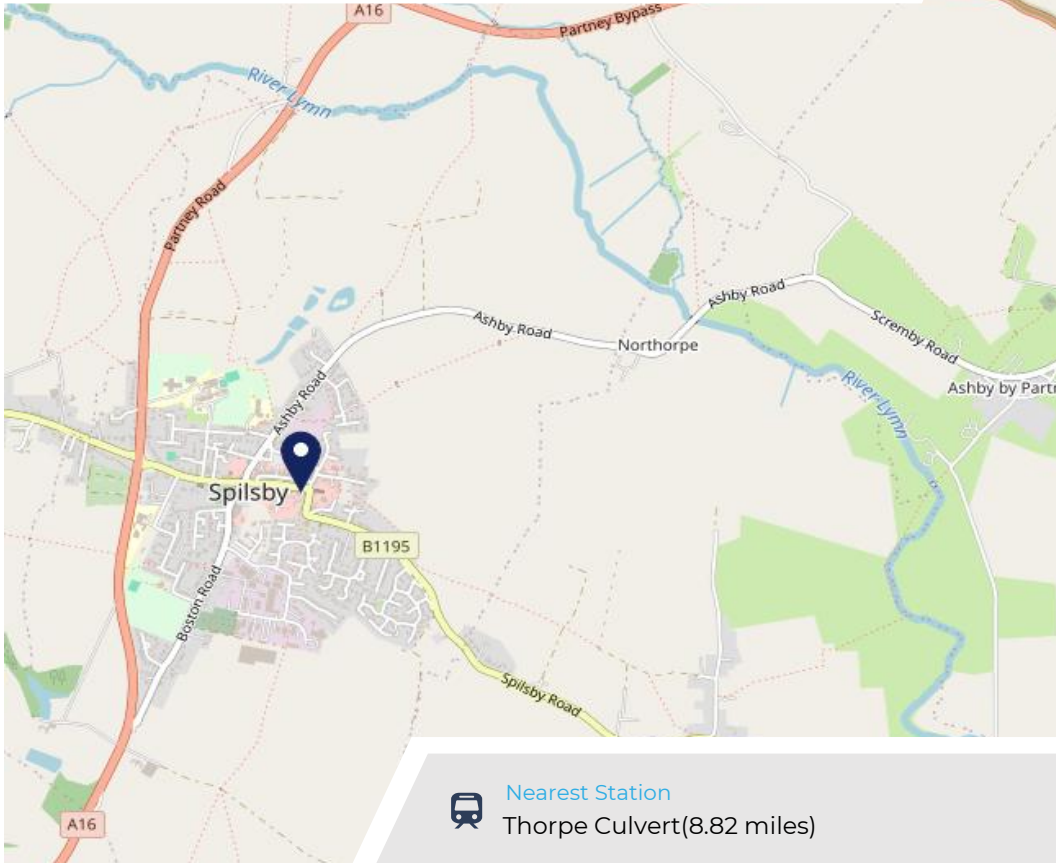 A16
Partney Bypass
River Lymn
Partney Road
Ashby Road
Ashby Road
Northorpe
Scremby Road
Ashby by Partn
River Lymn
Ashby Road
Spilsby
B1195
Boston Road
Spilsby Road
A16
Nearest Station
Thorpe Culvert(8.82 miles)